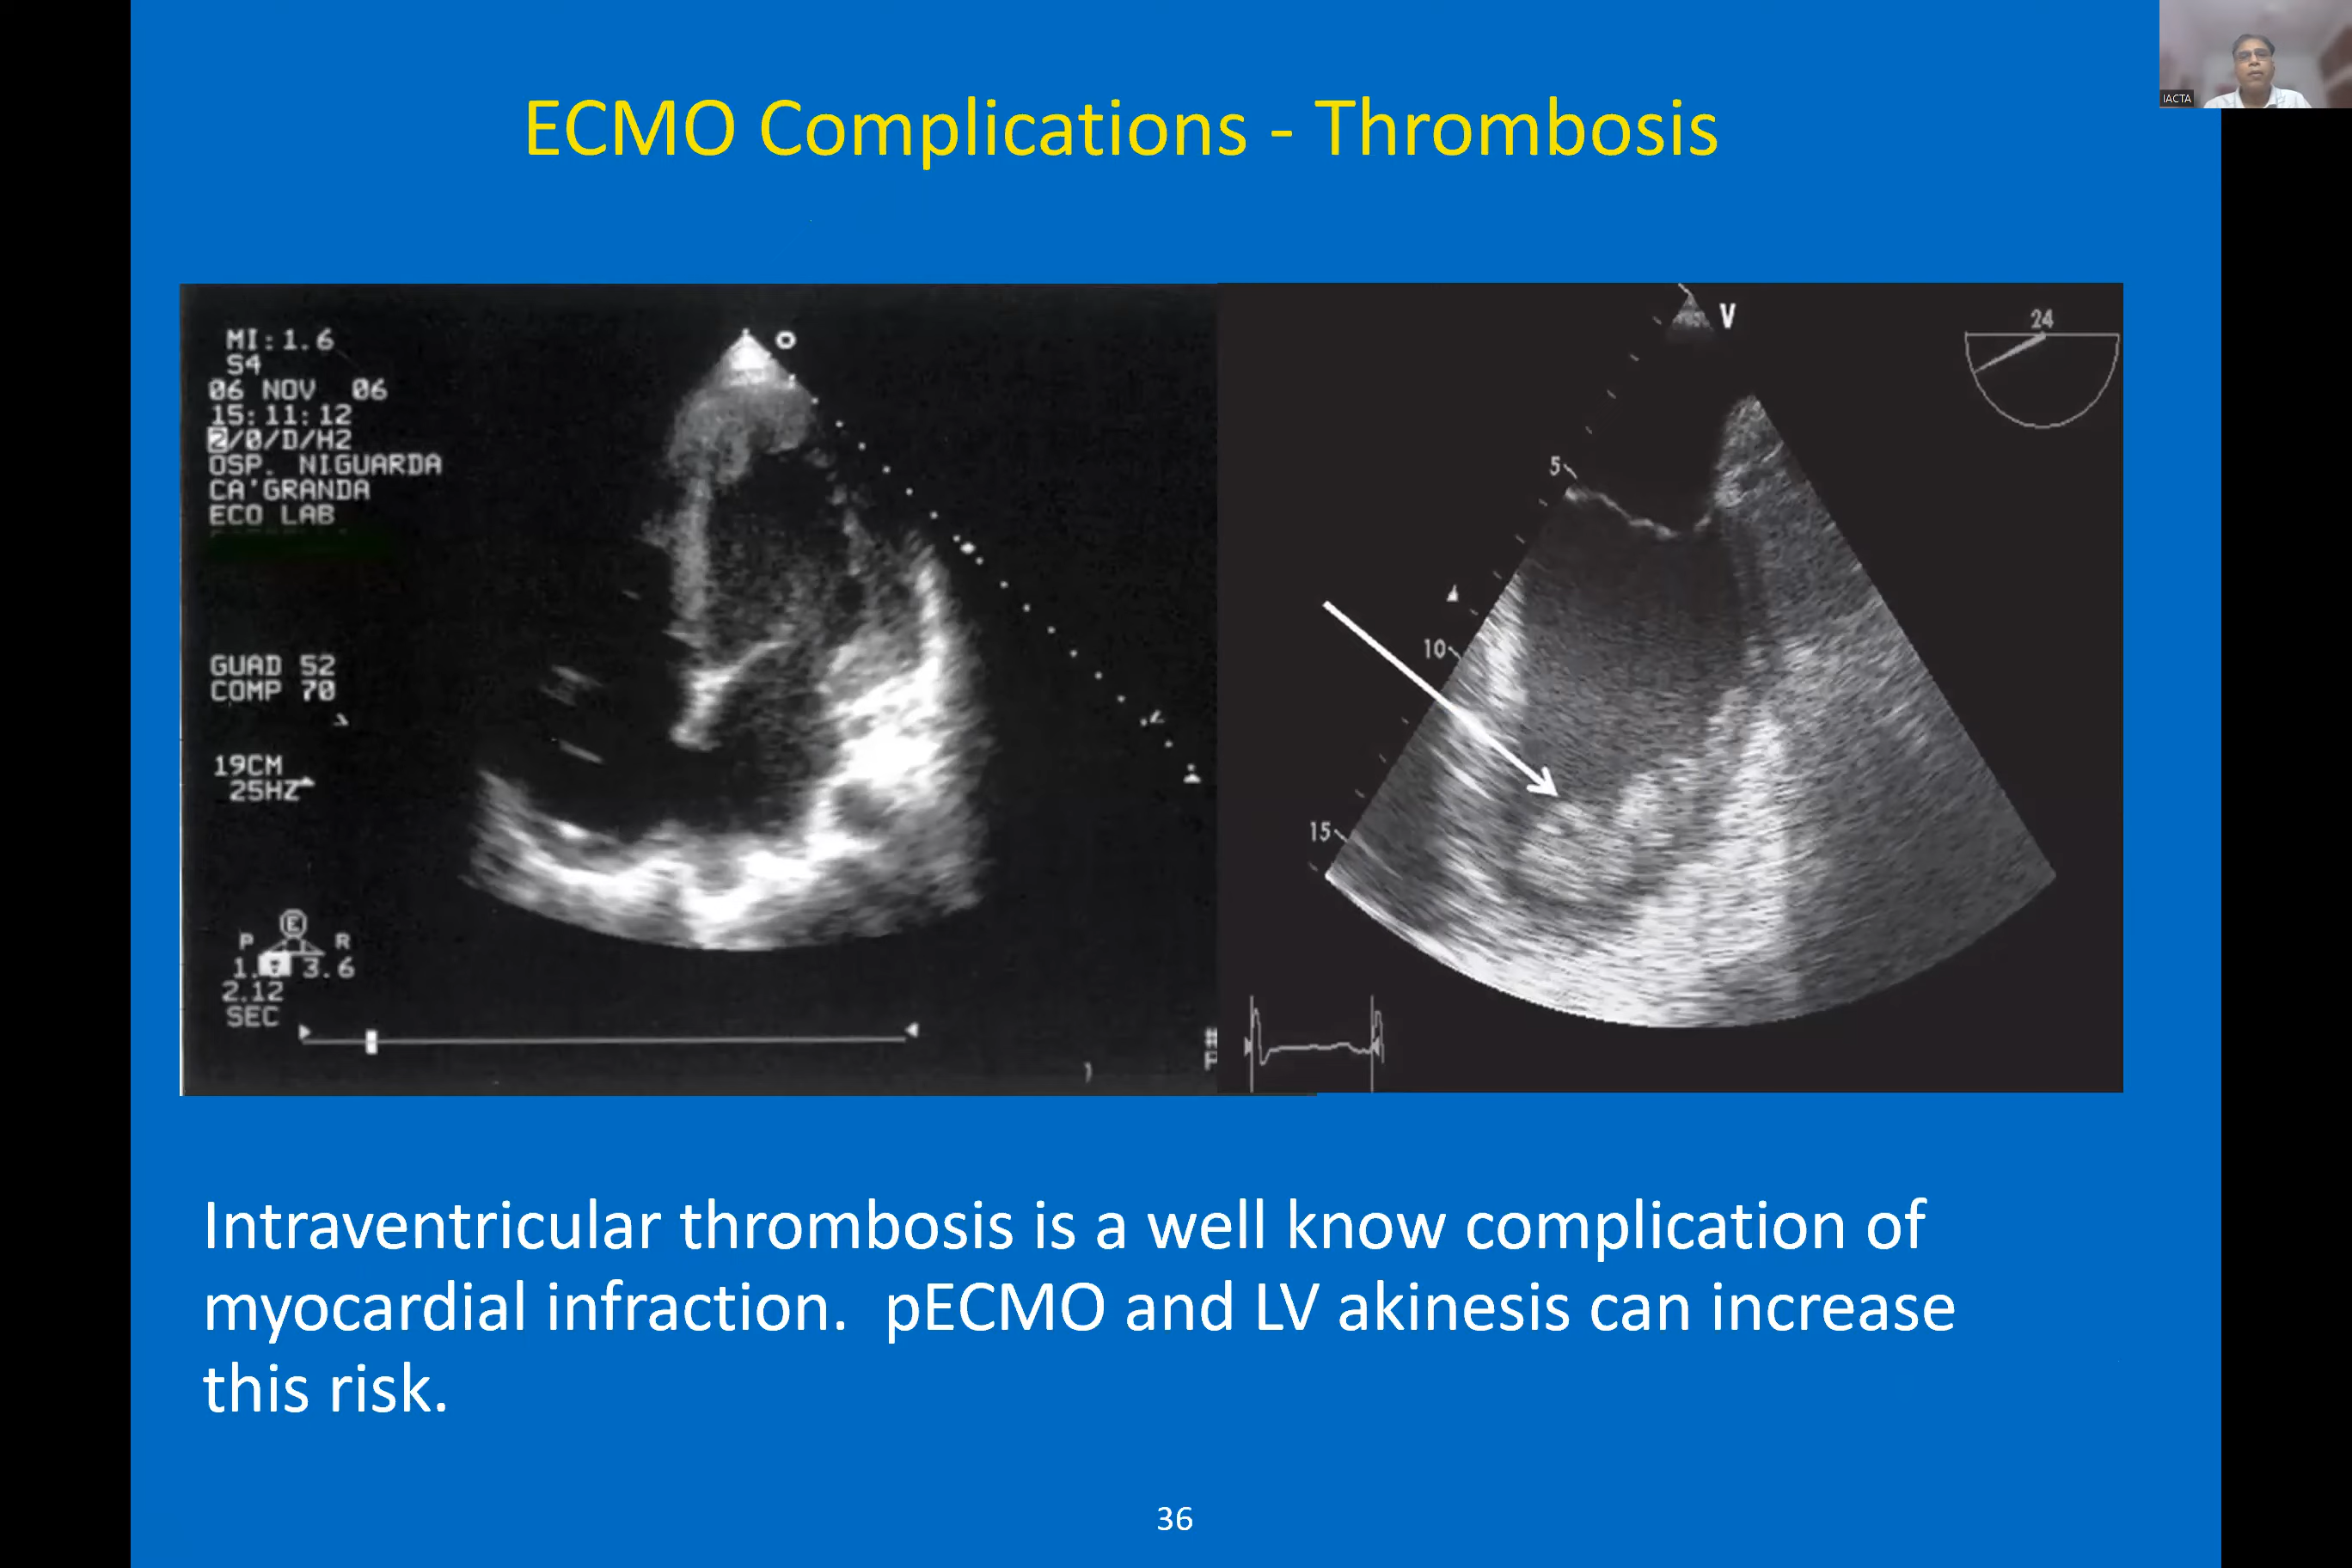 IACTA
ECMO Complications - Thrombosis
MI:1.6
S4
06 NOV 06
15:11:12
2/0/D/H2
OSP. NIGUARDA
CA'GRANDA
ECO LAB
GUAD 52
COMP 70
19CM
25HZ
E
P R
3.6
2.12
SEC
V
24
5
10
15
Intraventricular thrombosis is a well know complication of
myocardial infraction. pECMO and LV akinesis can increase
this risk.
36